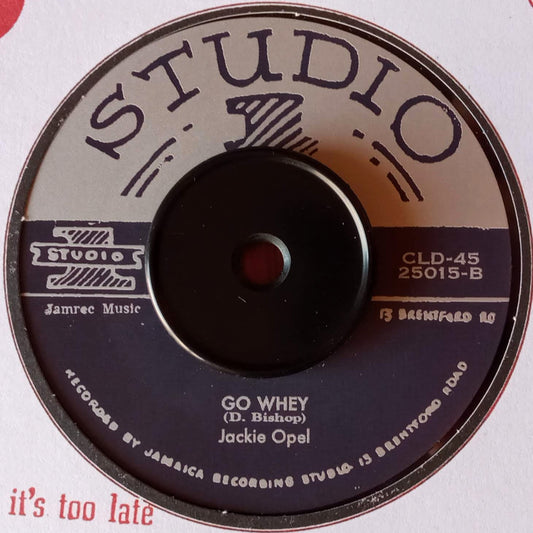 STUDIO
1
STUDIO
CLD-45
25015-B
Jamrec Music
13 BRENTFORD RD
GO WHEY
(D. Bishop)
Jackie Opel
RECORDED BY JAMAICA RECORDING STUDIO 13 BRENTFORD ROAD
it's too late